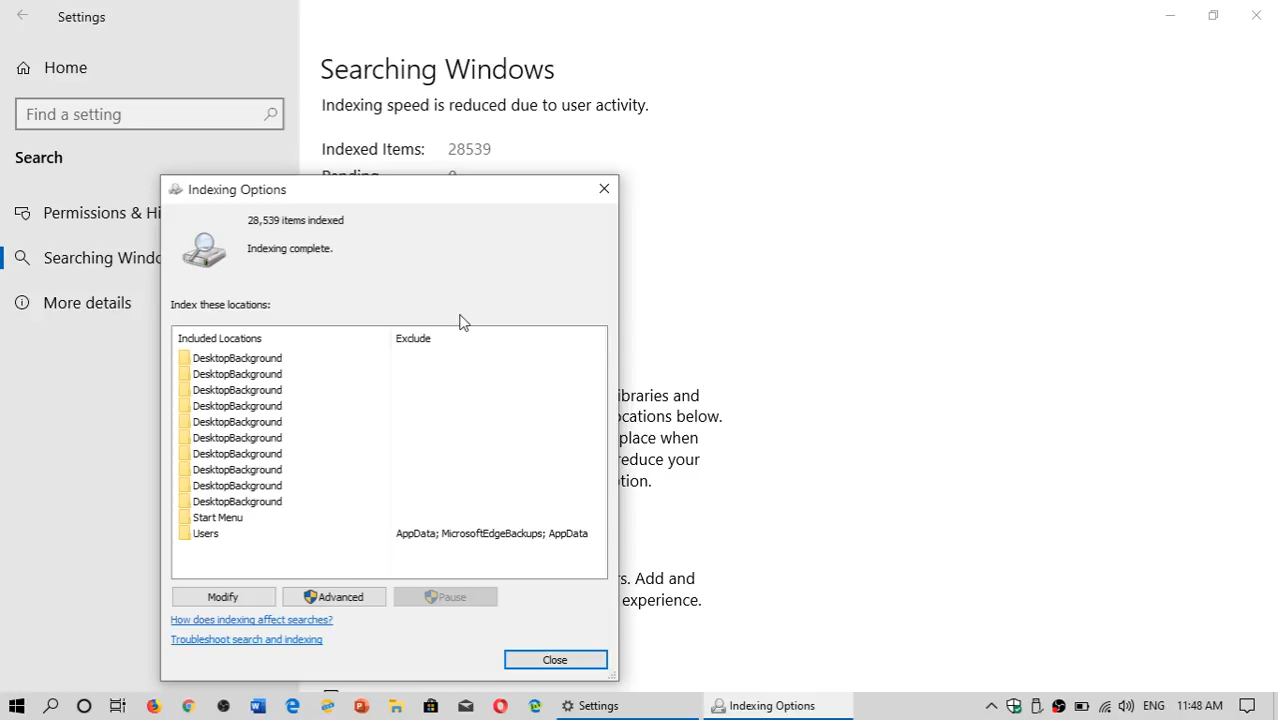 Settings
Home
Find a setting
Search
Permissions & Hi
Searching Windo
More details
Searching Windows
Indexing speed is reduced due to user activity.
Indexed Items: 28539
Indexing Options
28,539 items indexed
Indexing complete.
Index these locations:
Included Locations Exclude
DesktopBackground
DesktopBackground
DesktopBackground
DesktopBackground
DesktopBackground
DesktopBackground
DesktopBackground
DesktopBackground
DesktopBackground
DesktopBackground
Start Menu
Users AppData; MicrosoftEdgeBackups; AppData
Modify Advanced Pause
How does indexing affect searches?
Troubleshoot search and indexing
Close
ibraries and
ocations below.
place when
reduce your
tion.
rs. Add and
experience.
Settings Indexing Options ENG 11:48 AM